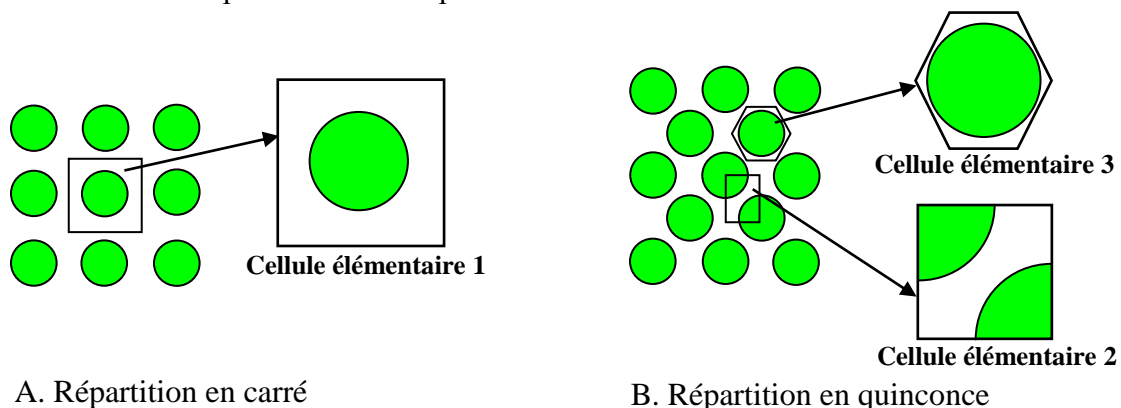 Cellule élémentaire 3
Cellule élémentaire 1
Cellule élémentaire 2
A. Répartition en carré
B. Répartition en quinconce